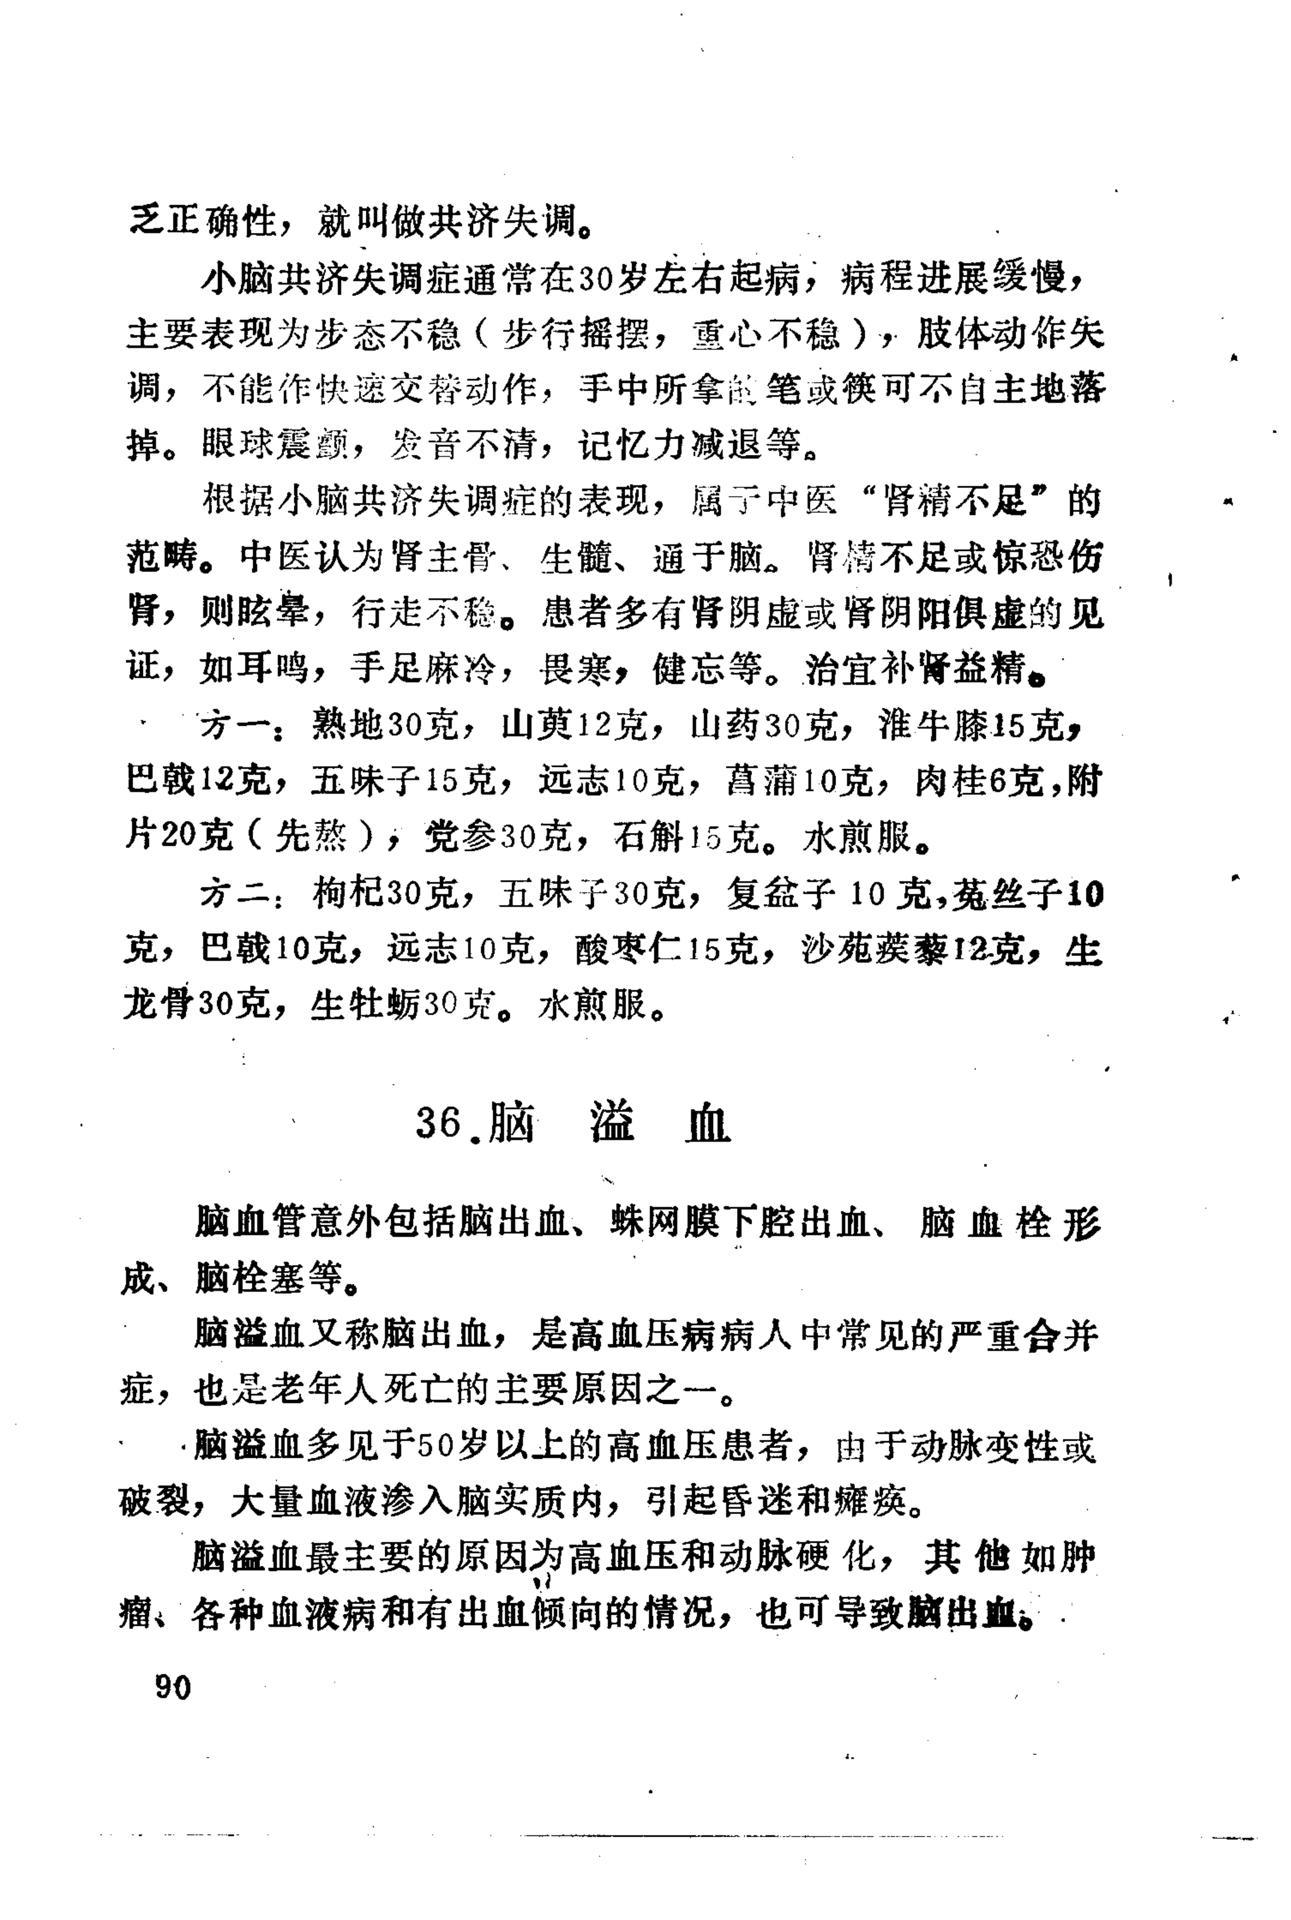 乏正确性，就叫做共济失调。
小脑共济失调症通常在30岁左右起病，病程进展缓慢，
主要表现为步态不稳（步行摇摆，重心不稳），肢体动作失
调，不能作快速交替动作，手中所拿的笔或筷可不自主地落
掉。眼球震颤，发音不清，记忆力减退等。
根据小脑共济失调症的表现，属于中医“肾精不足”的
范畴。中医认为肾主骨、生髓、通于脑。肾精不足或惊恐伤
肾，则眩晕，行走不稳。患者多有肾阴虚或肾阴阳俱虚的见
证，如耳鸣，手足麻冷，畏寒，健忘等。治宜补肾益精。
方一：熟地30克，山萸12克，山药30克，淮牛膝15克，
巴戟12克，五味子15克，远志10克，菖蒲10克，肉桂6克，附
片20克（先熬），党参30克，石斛15克。水煎服。
方二：枸杞30克，五味子30克，复盆子10克，菟丝子10
克，巴戟10克，远志10克，酸枣仁15克，沙苑蒺藜12克，生
龙骨30克，生牡蛎30克。水煎服。
36.脑溢血
脑血管意外包括脑出血、蛛网膜下腔出血、脑血栓形
成、脑栓塞等。
脑溢血又称脑出血，是高血压病病人中常见的严重合并
症，也是老年人死亡的主要原因之一。
脑溢血多见于50岁以上的高血压患者，由于动脉变性或
破裂，大量血液渗入脑实质内，引起昏迷和瘫痪。
脑溢血最主要的原因为高血压和动脉硬化，其他如肿
瘤、各种血液病和有出血倾向的情况，也可导致脑出血。
90